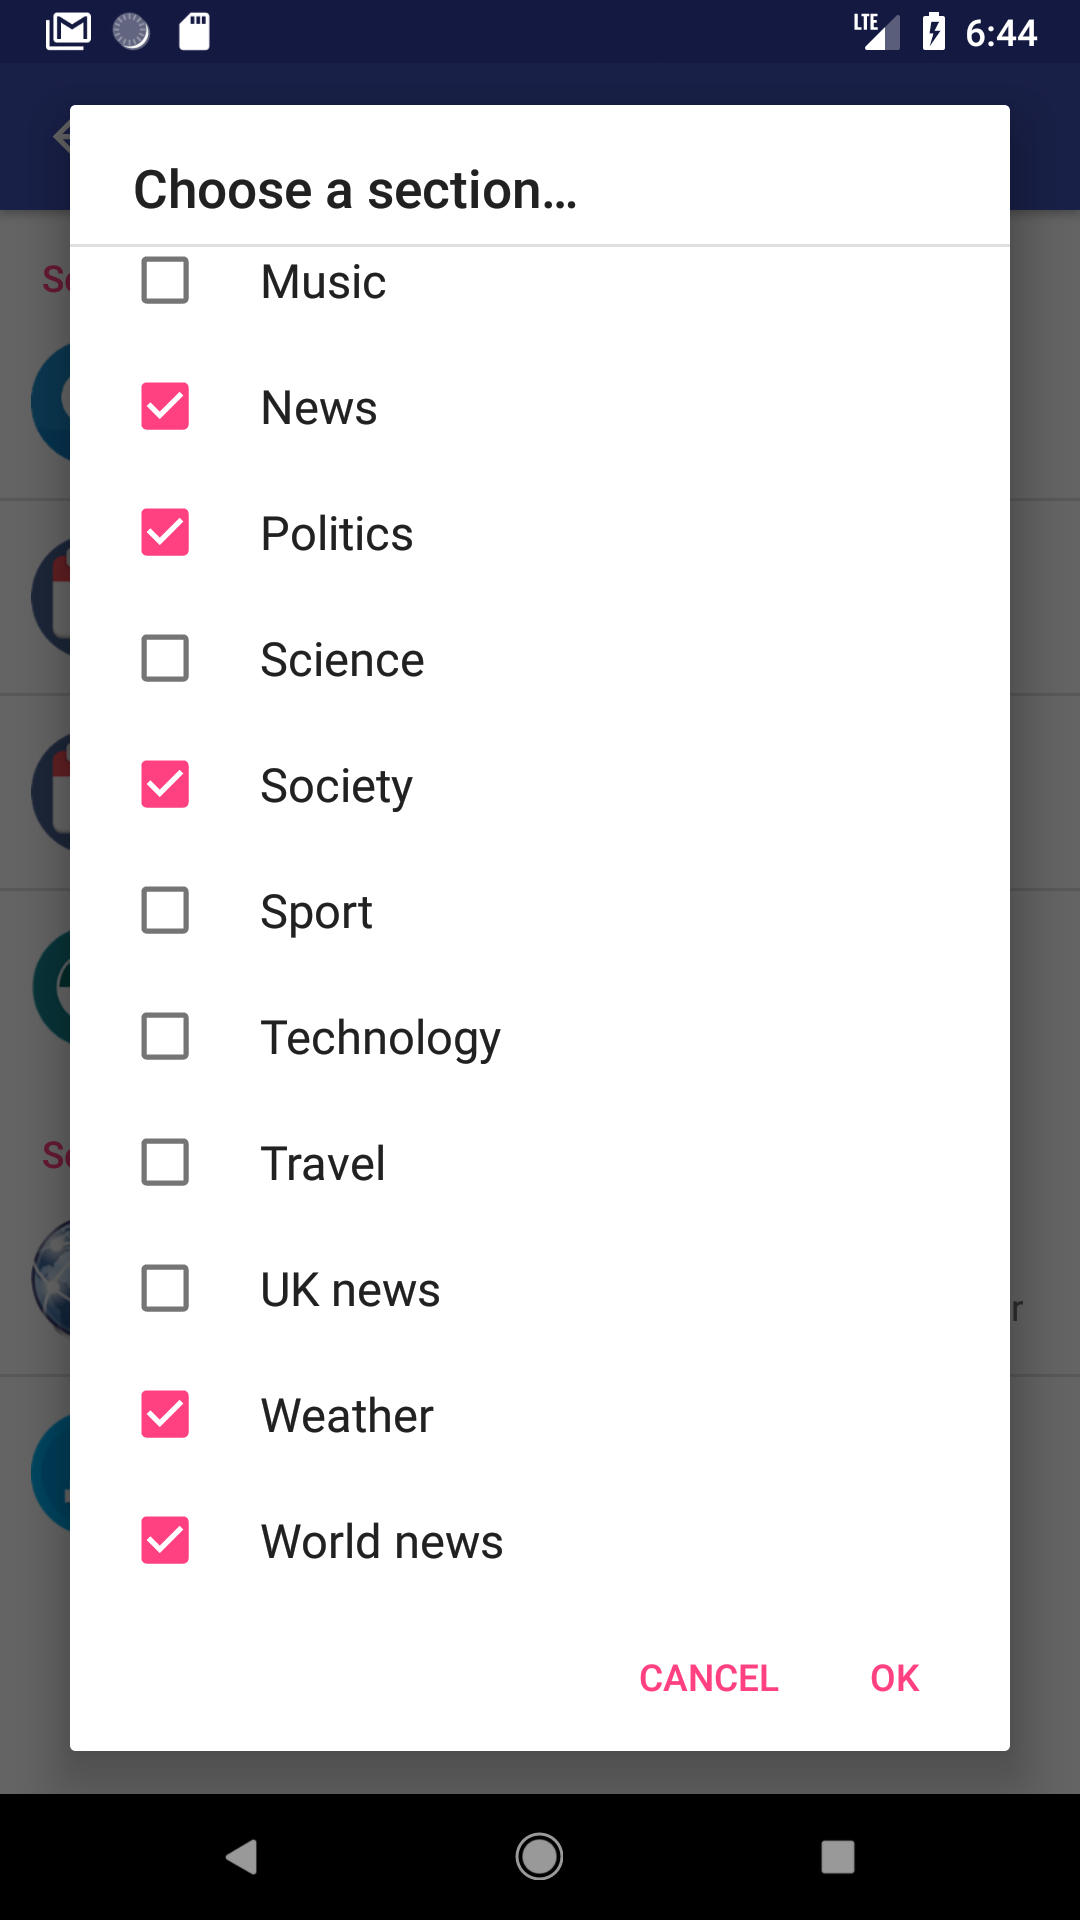 LTE 6:44
Choose a section...
Music
News
Politics
Science
Society
Sport
Technology
Travel
UK news
Weather
World news
CANCEL OK